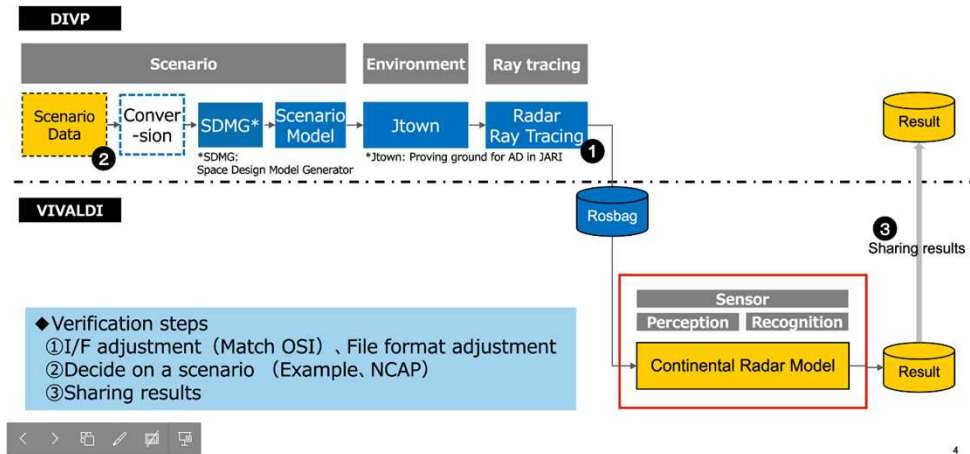 DIVP
Scenario
Environment
Ray tracing
Scenario
Data
Conver
-sion
SDMG*
Scenario
Model
Jtown
Radar
Ray Tracing
Result
❷
❶
*SDMG:
Space Design Model Generator
*Jtown: Proving ground for AD in JARI
VIVALDI
Rosbag
❸
Sharing results
Sensor
Perception
Recognition
Continental Radar Model
Result
◆Verification steps
①I/F adjustment（Match OSI）、File format adjustment
②Decide on a scenario （Example、NCAP）
③Sharing results
4